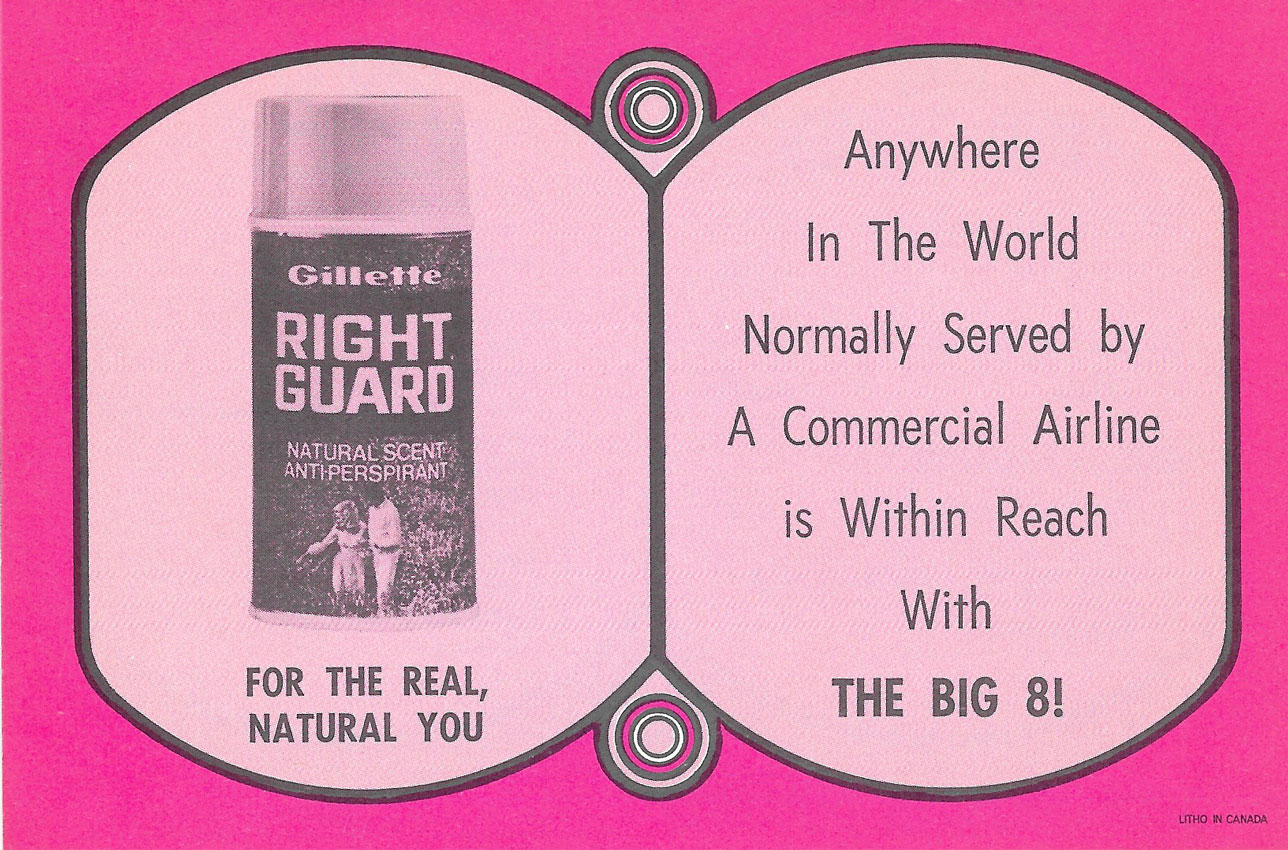 Gillette
RIGHT
GUARD
NATURAL SCENT
ANTI-PERSPIRANT
FOR THE REAL,
NATURAL YOU
Anywhere
In The World
Normally Served by
A Commercial Airline
is Within Reach
With
THE BIG 8!
LITHO IN CANADA